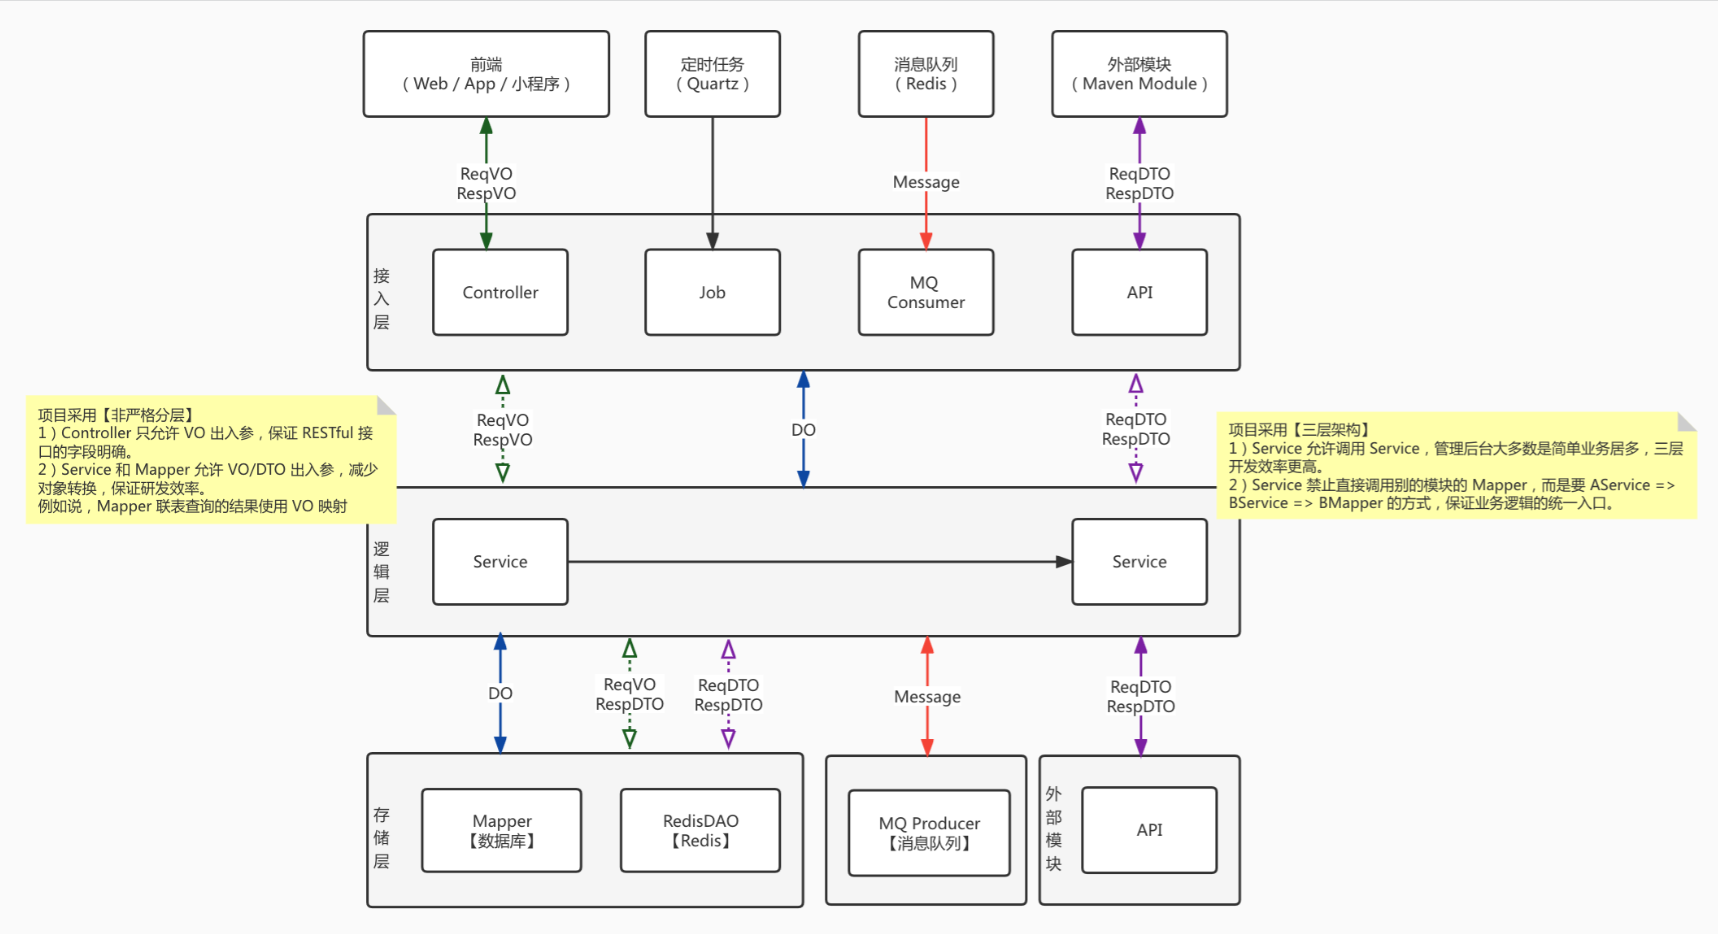 前端
（ Web / App / 小程序 ）
定时任务
（ Quartz ）
消息队列
（ Redis ）
外部模块
（ Maven Module ）
ReqVO
RespVO
Message
ReqDTO
RespDTO
接
入
层
Controller
Job
MQ
Consumer
API
ReqVO
RespVO
DO
ReqDTO
RespDTO
项目采用【非严格分层】
1 ）Controller 只允许 VO 出入参，保证 RESTful 接
口的字段明确。
2 ）Service 和 Mapper 允许 VO/DTO 出入参，减少
对象转换，保证研发效率。
例如说，Mapper 联表查询的结果使用 VO 映射
项目采用【三层架构】
1 ）Service 允许调用 Service，管理后台大多数是简单业务居多，三层
开发效率更高。
2 ）Service 禁止直接调用别的模块的 Mapper，而是要 AService =>
BService => BMapper 的方式，保证业务逻辑的统一入口。
逻
辑
层
Service
Service
DO
ReqVO
RespDTO
ReqDTO
RespDTO
Message
ReqDTO
RespDTO
存
储
层
Mapper
【数据库】
RedisDAO
【Redis】
MQ Producer
【消息队列】
外
部
模
块
API